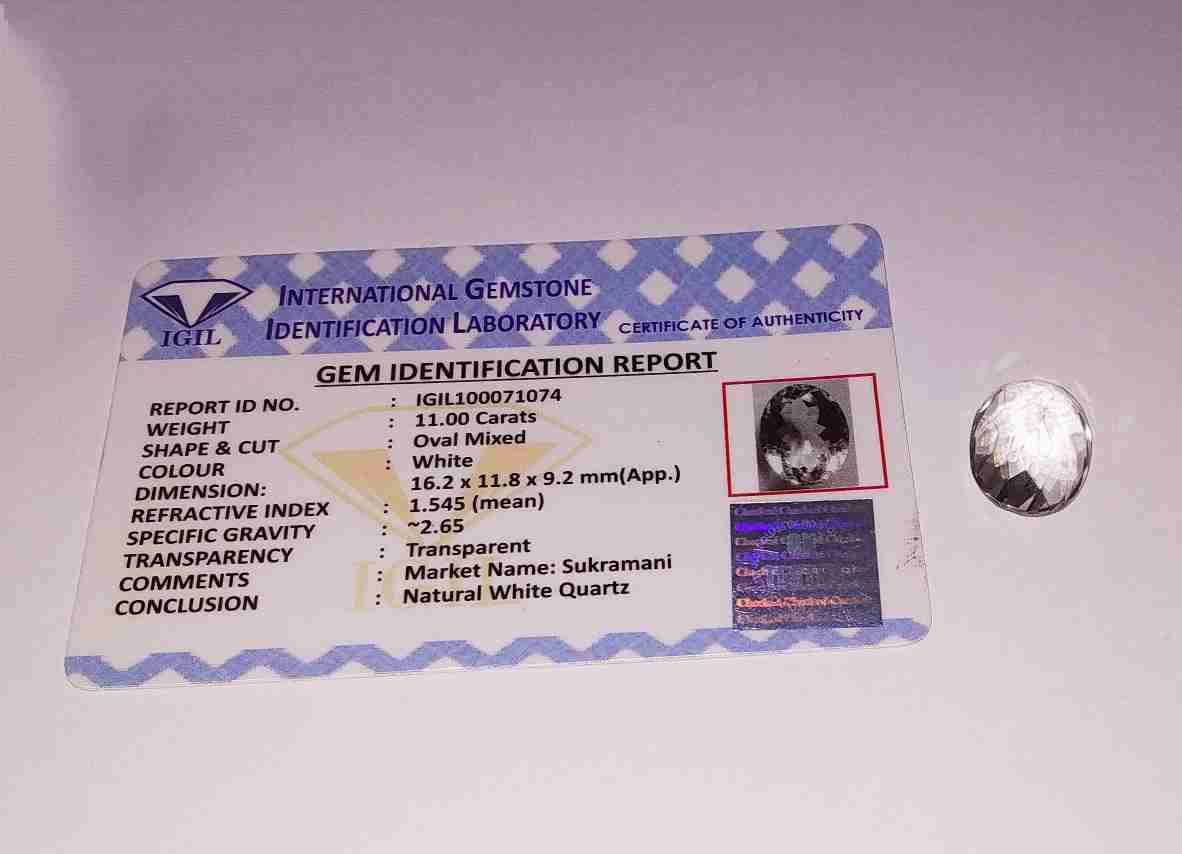 INTERNATIONAL GEMSTONE
IDENTIFICATION LABORATORY CERTIFICATE OF AUTHENTICITY
IGIL
GEM IDENTIFICATION REPORT
REPORT ID NO. : IGIL100071074
WEIGHT : 11.00 Carats
SHAPE & CUT : Oval Mixed
COLOUR : White
DIMENSION: 16.2 x 11.8 x 9.2 mm(App.)
REFRACTIVE INDEX : 1.545 (mean)
SPECIFIC GRAVITY : ~2.65
TRANSPARENCY : Transparent
COMMENTS : Market Name: Sukramani
CONCLUSION : Natural White Quartz
IGIL